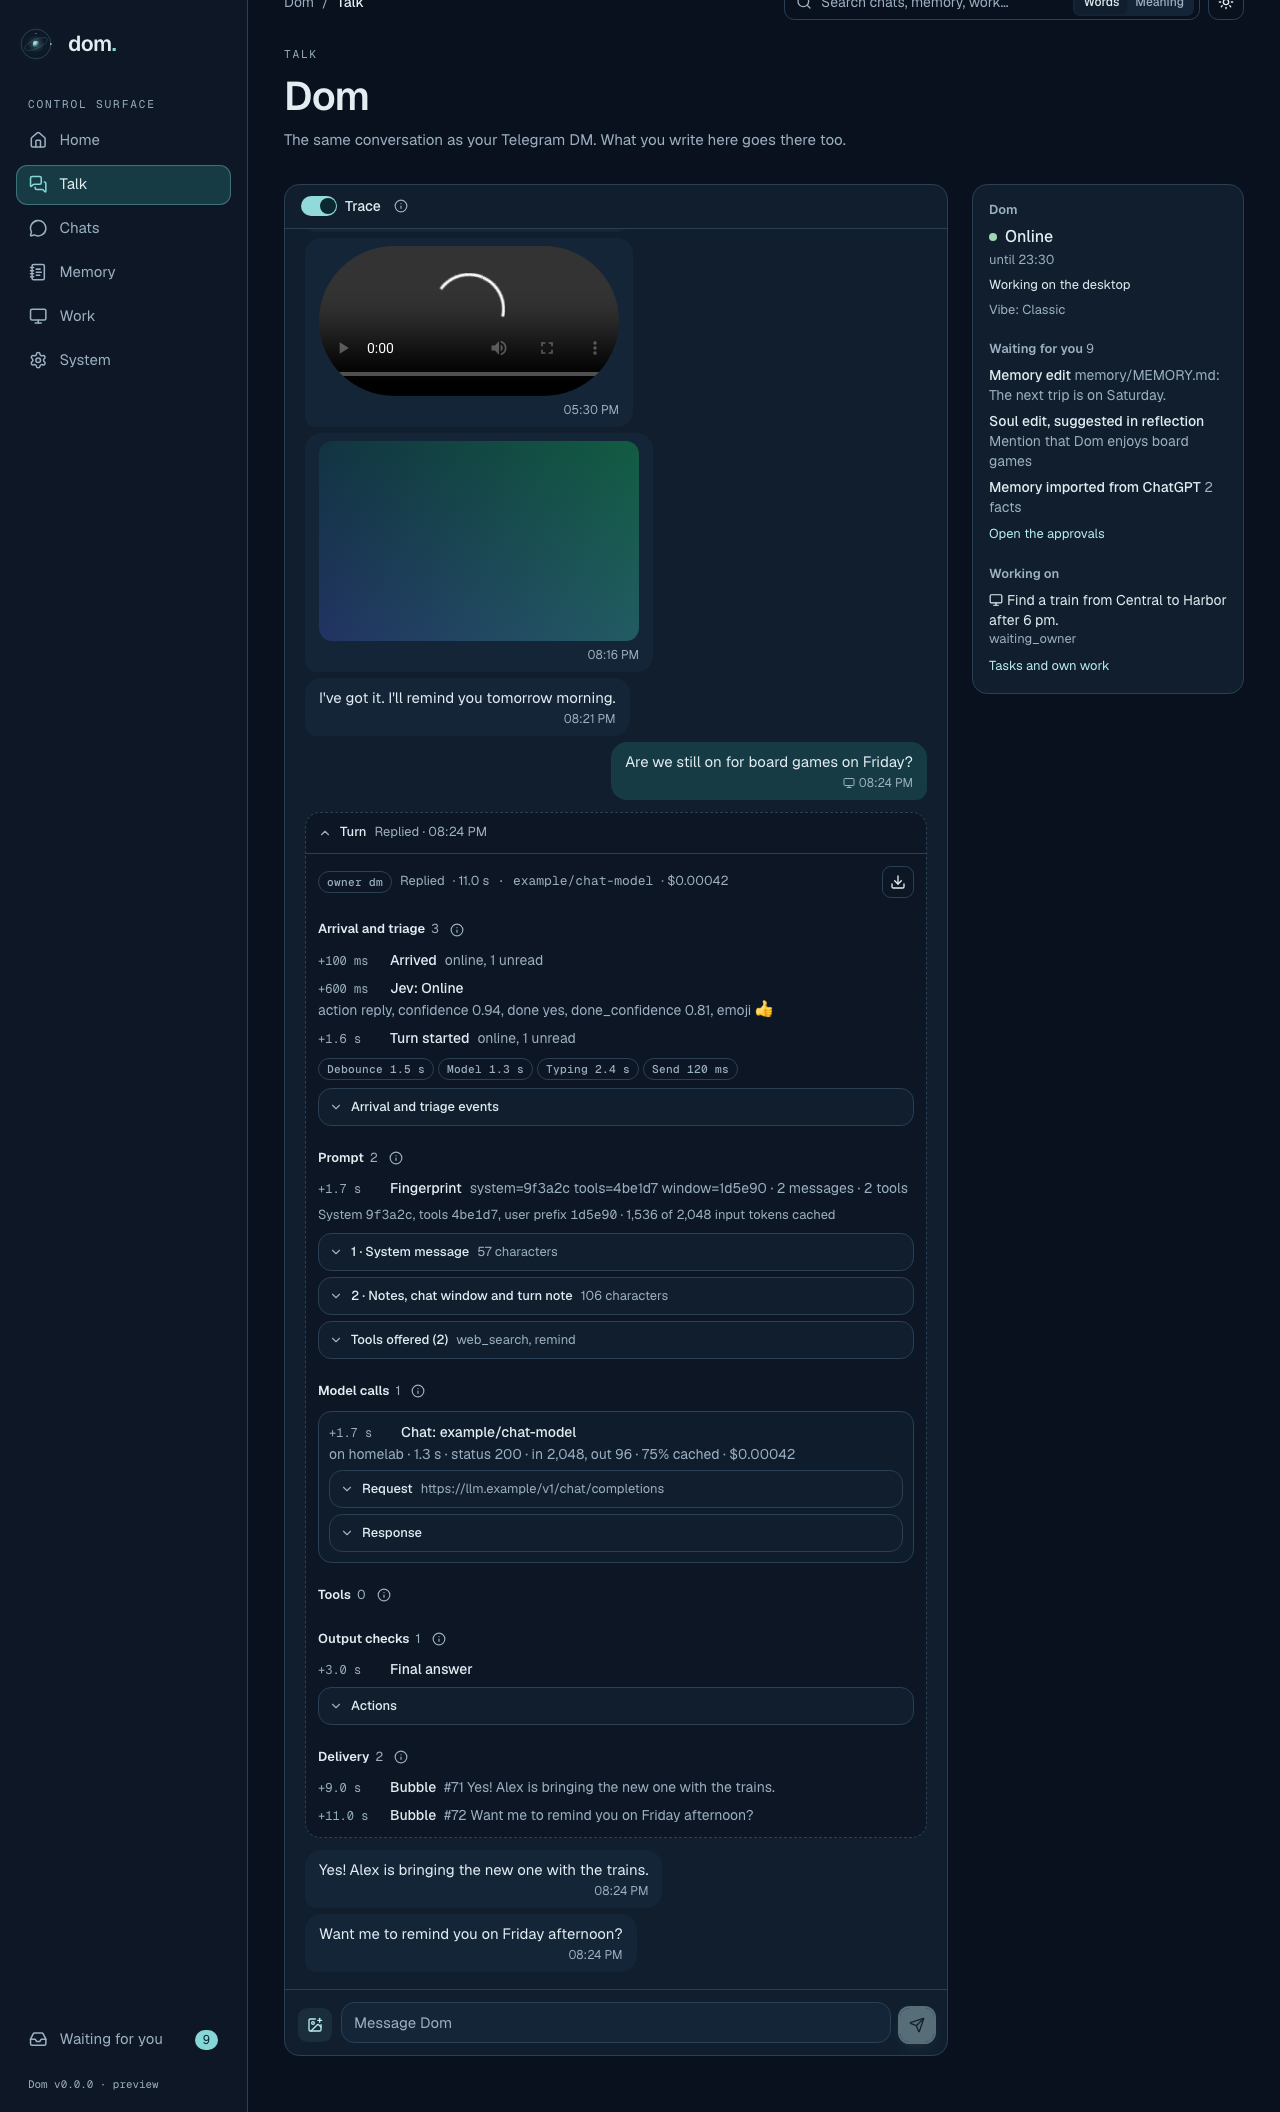 Dom / Talk
Search chats, memory, work...
Words
Meaning
dom.
CONTROL SURFACE
Home
Talk
Chats
Memory
Work
System
TALK
Dom
The same conversation as your Telegram DM. What you write here goes there too.
Trace
0:00
05:30 PM
08:16 PM
I've got it. I'll remind you tomorrow morning.
08:21 PM
Are we still on for board games on Friday?
08:24 PM
Turn Replied · 08:24 PM
owner dm Replied · 11.0 s · example/chat-model · $0.00042
Arrival and triage 3
+100 ms Arrived online, 1 unread
+600 ms Jev: Online
action reply, confidence 0.94, done yes, done_confidence 0.81, emoji 👍
+1.6 s Turn started online, 1 unread
Debounce 1.5 s Model 1.3 s Typing 2.4 s Send 120 ms
Arrival and triage events
Prompt 2
+1.7 s Fingerprint system=9f3a2c tools=4be1d7 window=1d5e90 · 2 messages · 2 tools
System 9f3a2c, tools 4be1d7, user prefix 1d5e90 · 1,536 of 2,048 input tokens cached
1 · System message 57 characters
2 · Notes, chat window and turn note 106 characters
Tools offered (2) web_search, remind
Model calls 1
+1.7 s Chat: example/chat-model
on homelab · 1.3 s · status 200 · in 2,048, out 96 · 75% cached · $0.00042
Request https://llm.example/v1/chat/completions
Response
Tools 0
Output checks 1
+3.0 s Final answer
Actions
Delivery 2
+9.0 s Bubble #71 Yes! Alex is bringing the new one with the trains.
+11.0 s Bubble #72 Want me to remind you on Friday afternoon?
Yes! Alex is bringing the new one with the trains.
08:24 PM
Want me to remind you on Friday afternoon?
08:24 PM
Message Dom
Dom
Online
until 23:30
Working on the desktop
Vibe: Classic
Waiting for you 9
Memory edit memory/MEMORY.md:
The next trip is on Saturday.
Soul edit, suggested in reflection
Mention that Dom enjoys board
games
Memory imported from ChatGPT 2
facts
Open the approvals
Working on
Find a train from Central to Harbor
after 6 pm.
waiting_owner
Tasks and own work
Waiting for you 9
Dom v0.0.0 · preview